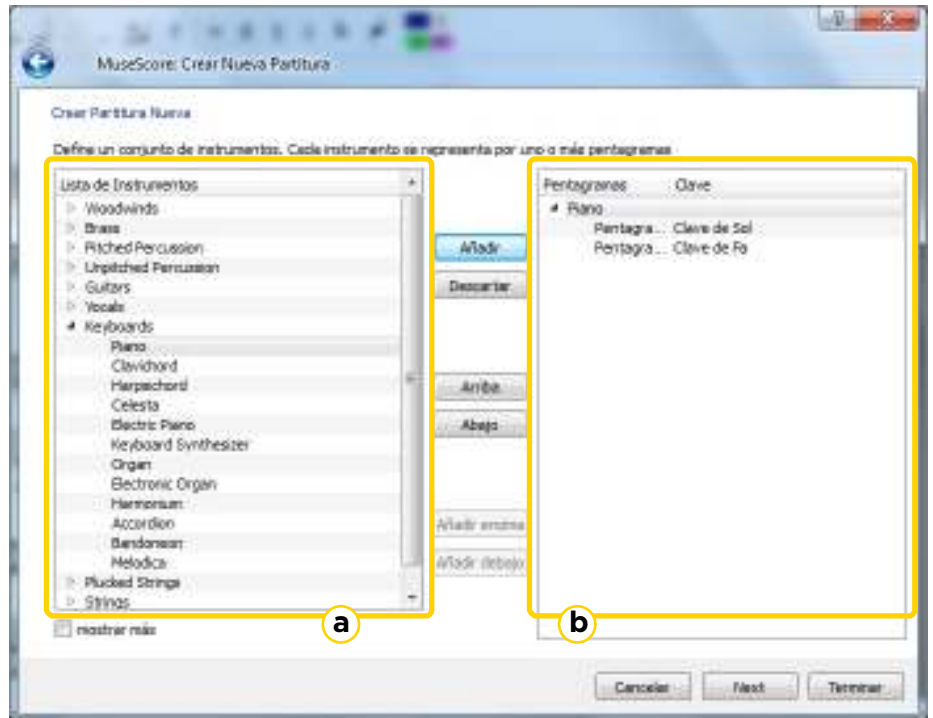 MuseScore: Crear Nueva Partitura
Crear Partitura Nueva
Define un conjunto de instrumentos. Cada instrumento se representa por uno o más pentagramas
Lista de Instrumentos
Woodwinds
Brass
Pitched Percussion
Unpitched Percussion
Guitars
Vocals
Keyboards
Piano
Clavichord
Harpsichord
Celesta
Electric Piano
Keyboard Synthesizer
Organ
Electronic Organ
Harmonium
Accordion
Bandoneon
Melodica
Plucked Strings
Strings
mostrar más
a
Añadir
Descartar
Arriba
Abajo
Añadir encima
Añadir debajo
Pentagramas Clave
Piano
Pentagra... Clave de Sol
Pentagra... Clave de Fa
b
Cancelar Next Terminar